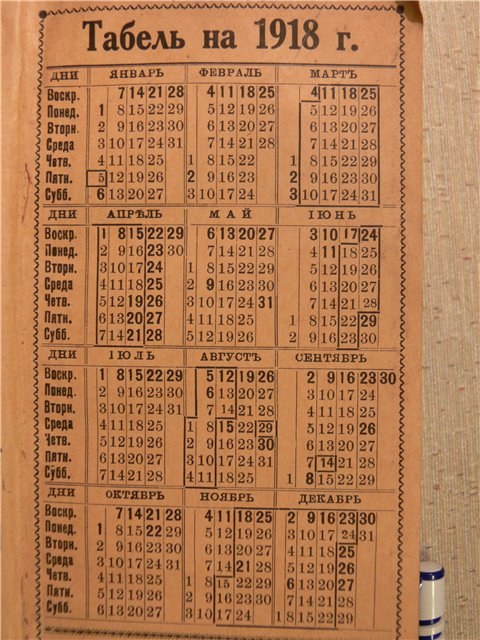 Табель на 1918 г.
ДНИ ЯНВАРЬ ФЕВРАЛЬ МАРТЪ
Воскр. 7 14 21 28 4 11 18 25 4 11 18 25
Понед. 1 8 15 22 29 5 12 19 26 5 12 19 26
Вторн. 2 9 16 23 30 6 13 20 27 6 13 20 27
Среда 3 10 17 24 31 7 14 21 28 7 14 21 28
Четв. 4 11 18 25 1 8 15 22 1 8 15 22 29
Пятн. 5 12 19 26 2 9 16 23 2 9 16 23 30
Субб. 6 13 20 27 3 10 17 24 3 10 17 24 31
ДНИ АПРѢЛЬ МАЙ ІЮНЬ
Воскр. 1 8 15 22 29 6 13 20 27 3 10 17 24
Понед. 2 9 16 23 30 7 14 21 28 4 11 18 25
Вторн. 3 10 17 24 1 8 15 22 29 5 12 19 26
Среда 4 11 18 25 2 9 16 23 30 6 13 20 27
Четв. 5 12 19 26 3 10 17 24 31 7 14 21 28
Пятн. 6 13 20 27 4 11 18 25 1 8 15 22 29
Субб. 7 14 21 28 5 12 19 26 2 9 16 23 30
ДНИ ІЮЛЬ АВГУСТЪ СЕНТЯБРЬ
Воскр. 1 8 15 22 29 5 12 19 26 2 9 16 23 30
Понед. 2 9 16 23 30 6 13 20 27 3 10 17 24
Вторн. 3 10 17 24 31 7 14 21 28 4 11 18 25
Среда 4 11 18 25 1 8 15 22 29 5 12 19 26
Четв. 5 12 19 26 2 9 16 23 30 6 13 20 27
Пятн. 6 13 20 27 3 10 17 24 31 7 14 21 28
Субб. 7 14 21 28 4 11 18 25 1 8 15 22 29
ДНИ ОКТЯБРЬ НОЯБРЬ ДЕКАБРЬ
Воскр. 7 14 21 28 4 11 18 25 2 9 16 23 30
Понед. 1 8 15 22 29 5 12 19 26 3 10 17 24 31
Вторн. 2 9 16 23 30 6 13 20 27 4 11 18 25
Среда 3 10 17 24 31 7 14 21 28 5 12 19 26
Четв. 4 11 18 25 1 8 15 22 29 6 13 20 27
Пятн. 5 12 19 26 2 9 16 23 30 7 14 21 28
Субб. 6 13 20 27 3 10 17 24 1 8 15 22 29